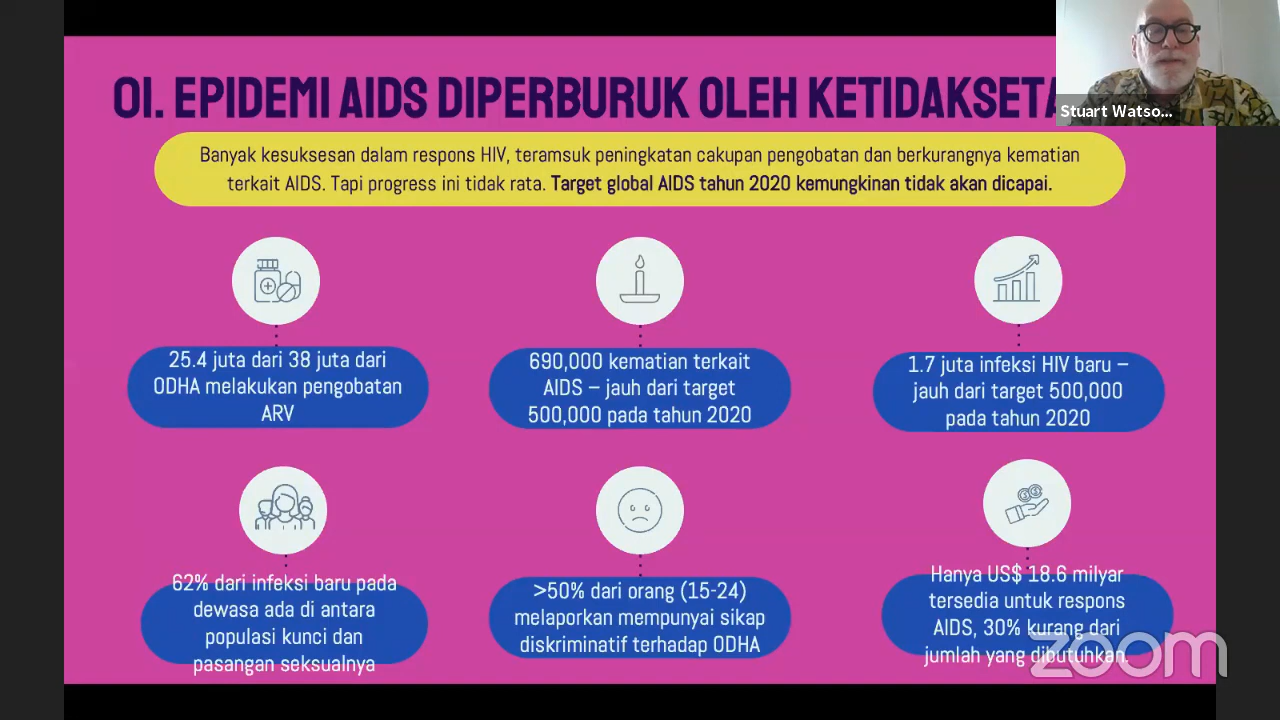 01. EPIDEMI AIDS DIPERBURUK OLEH
Stuart Watso...
Banyak kesuksesan dalam respons HIV, teramsuk peningkatan cakupan pengobatan dan berkurangnya kematian
terkait AIDS. Tapi progress ini tidak rata. Target global AIDS tahun 2020 kemungkinan tidak akan dicapai.
25.4 juta dari 38 juta dari
ODHA melakukan pengobatan
ARV
690,000 kematian terkait
AIDS – jauh dari target
500,000 pada tahun 2020
1.7 juta infeksi HIV baru –
jauh dari target 500,000
pada tahun 2020
62% dari infeksi baru pada
dewasa ada di antara
populasi kunci dan
pasangan seksualnya
>50% dari orang (15-24)
melaporkan mempunyai sikap
diskriminatif terhadap ODHA
Hanya US$ 18.6 milyar
tersedia untuk respons
AIDS, 30% kurang dari
jumlah yang dibutuhkan.
zoom